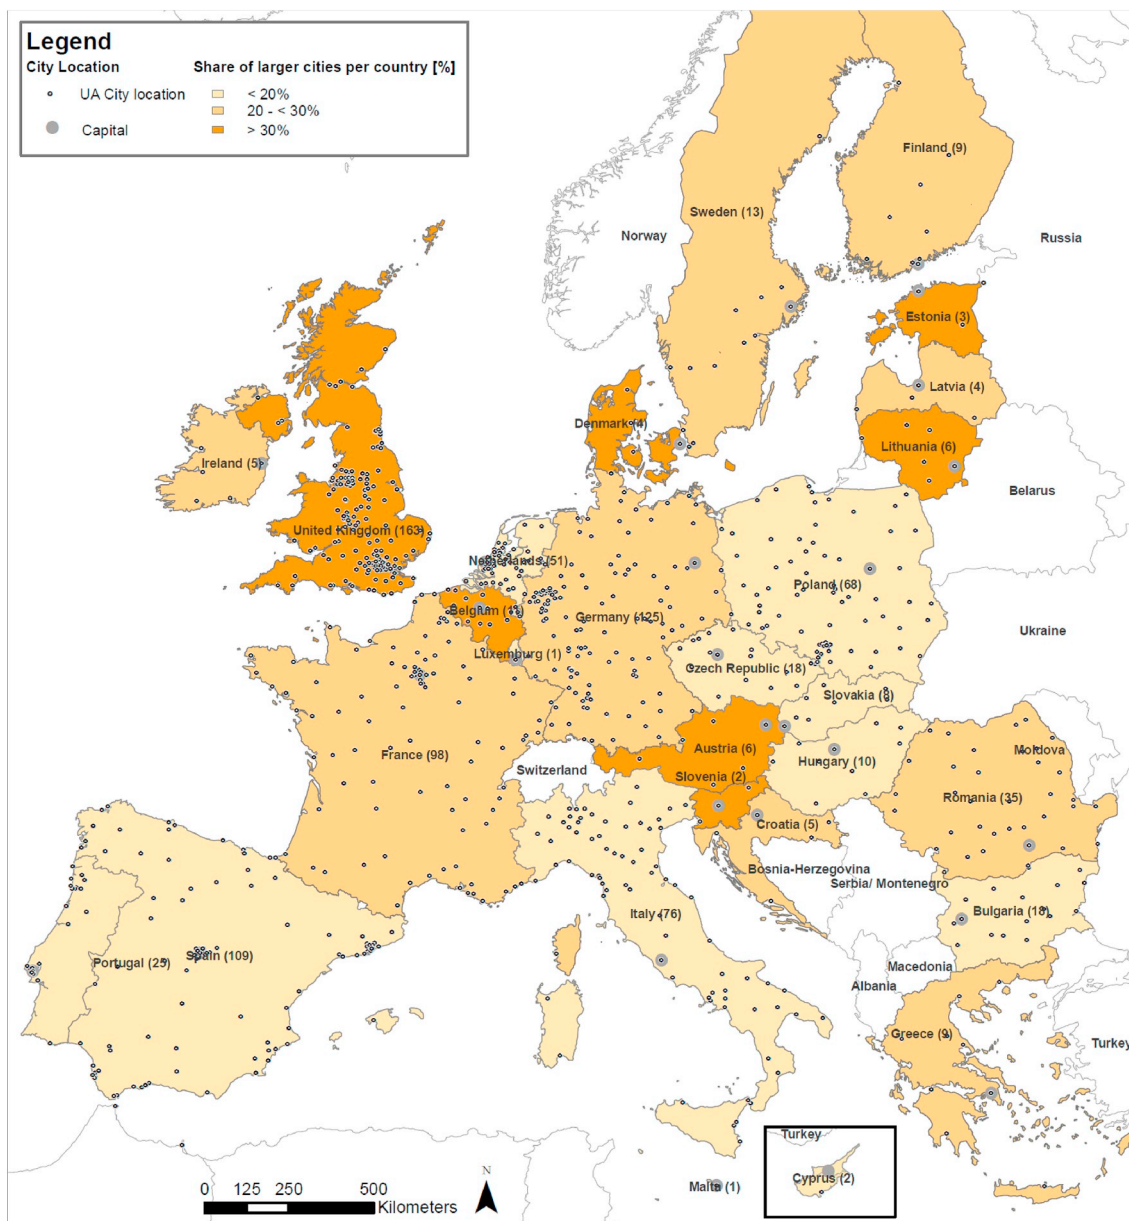 Legend
City Location
Share of larger cities per country [%]
UA City location
< 20%
20 - < 30%
Capital
> 30%
Finland (9)
Sweden (13)
Norway
Russia
Estonia (3)
Latvia (4)
Denmark (4)
Lithuania (6)
Ireland (5)
Belarus
United Kingdom (163)
Netherlands (51)
Poland (68)
Belgium
Germany (125)
Ukraine
Luxemburg (1)
Czech Republic (18)
Slovakia (8)
Austria (6)
Moldova
France (98)
Hungary (10)
Switzerland
Slovenia (2)
Romania (35)
Croatia (5)
Bosnia-Herzegovina
Serbia/ Montenegro
Italy (76)
Bulgaria (18)
Spain (109)
Portugal (25)
Macedonia
Albania
Greece (9)
Turkey
Turkey
N
Cyprus (2)
Malta (1)
0 125 250 500
Kilometers